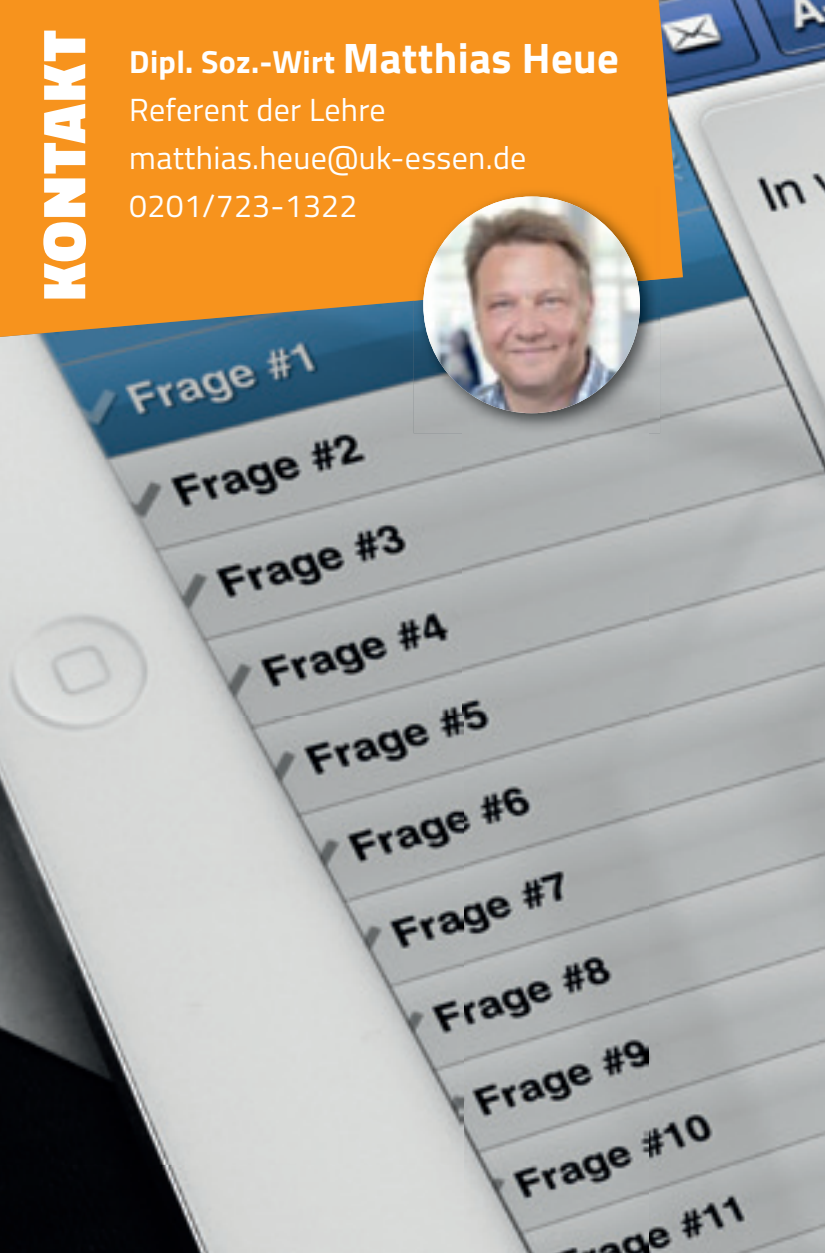 KONTAKT
Dipl. Soz.-Wirt Matthias Heue
Referent der Lehre
matthias.heue@uk-essen.de
0201/723-1322
In
Frage #1
Frage #2
Frage #3
Frage #4
Frage #5
Frage #6
Frage #7
Frage #8
Frage #9
Frage #10
Frage #11